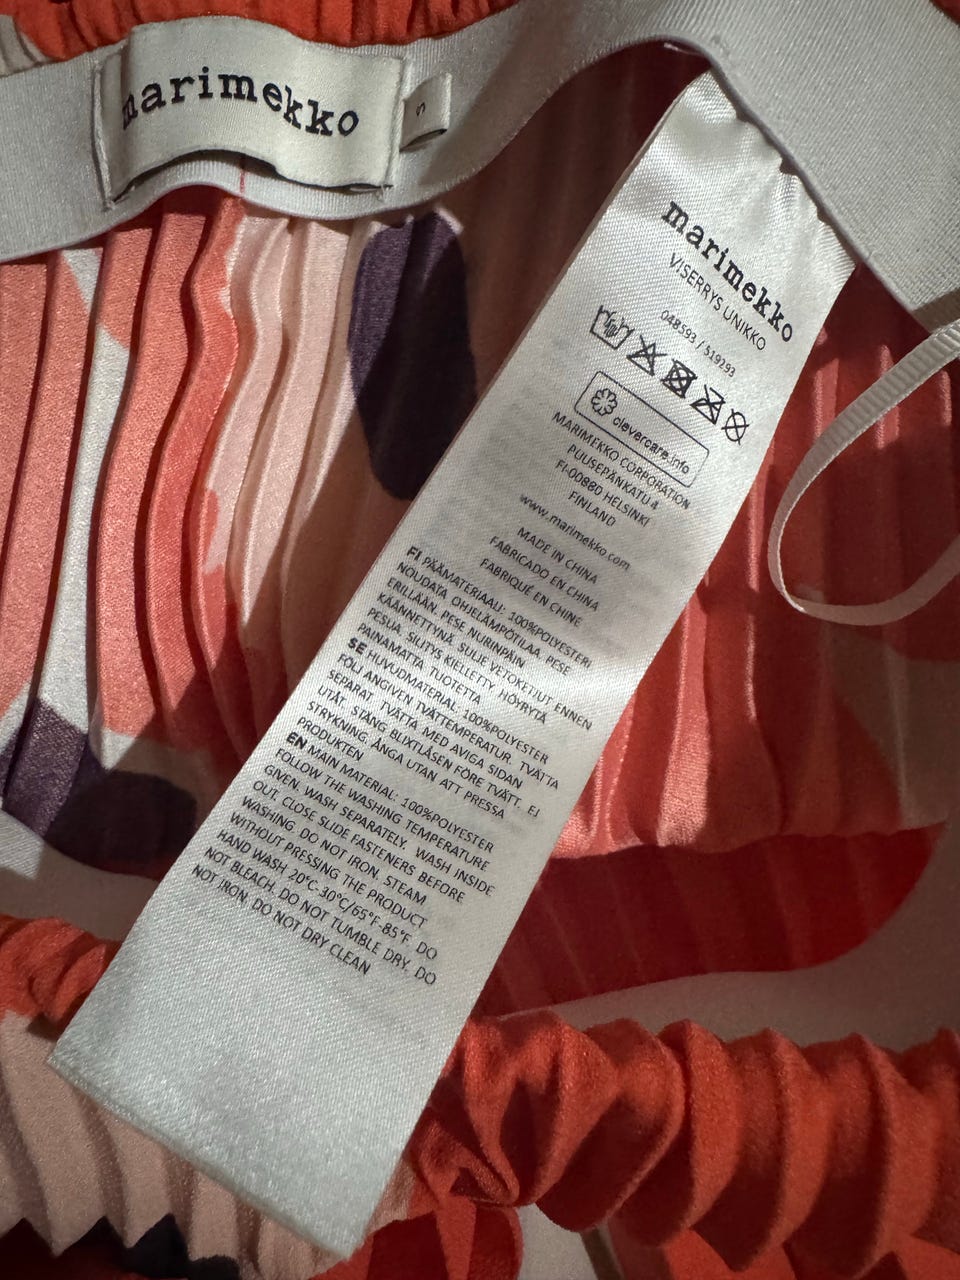 marimekko
S
marimekko
VISERRYS UNIKKO
048593 / 519293
clevercare.info
MARIMEKKO CORPORATION
PUUSEPÄNKATU 4
FI-00880 HELSINKI
FINLAND
www.marimekko.com
MADE IN CHINA
FABRICADO EN CHINA
FABRIQUE EN CHINE
FI PÄÄMATERIAALI: 100%POLYESTERI
NOUDATA OHJELÄMPÖTILAA. PESE
ERILLÄÄN. PESE NURINPÄIN
KÄÄNNETTYNÄ. SULJE VETOKETJUT ENNEN
PESUA. SILITYS KIELLETTY, HÖYRYTÄ
PAINAMATTA TUOTETTA
SE HUVUDMATERIAL: 100%POLYESTER
FÖLJ ANGIVEN TVÄTTEMPERATUR. TVÄTTA
SEPARAT. TVÄTTA MED AVIGA SIDAN
UTÅT. STÄNG BLIXTLÅSEN FÖRE TVÄTT. EJ
STRYKNING, ÅNGA UTAN ATT PRESSA
PRODUKTEN
EN MAIN MATERIAL: 100%POLYESTER
FOLLOW THE WASHING TEMPERATURE
GIVEN. WASH SEPARATELY. WASH INSIDE
OUT. CLOSE SLIDE FASTENERS BEFORE
WASHING. DO NOT IRON, STEAM
WITHOUT PRESSING THE PRODUCT
HAND WASH 20°C-30°C/65°F-85°F. DO
NOT BLEACH. DO NOT TUMBLE DRY. DO
NOT IRON. DO NOT DRY CLEAN